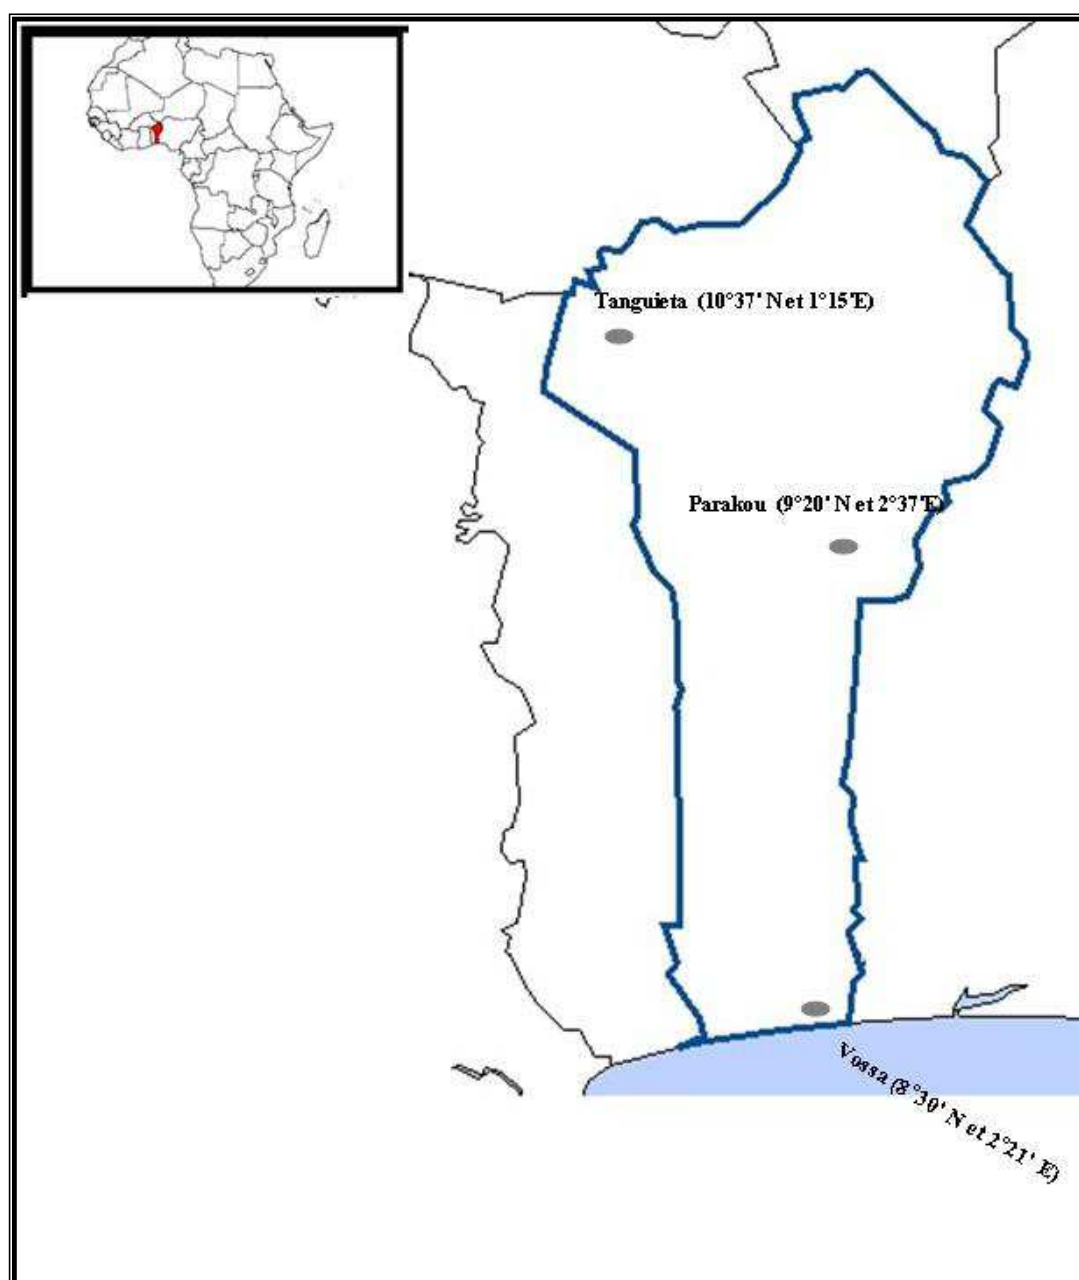 Tanguieta (10°37' N et 1°15'E)
Parakou (9°20' N et 2°37'E)
Vossa (8°30' N et 2°21' E)